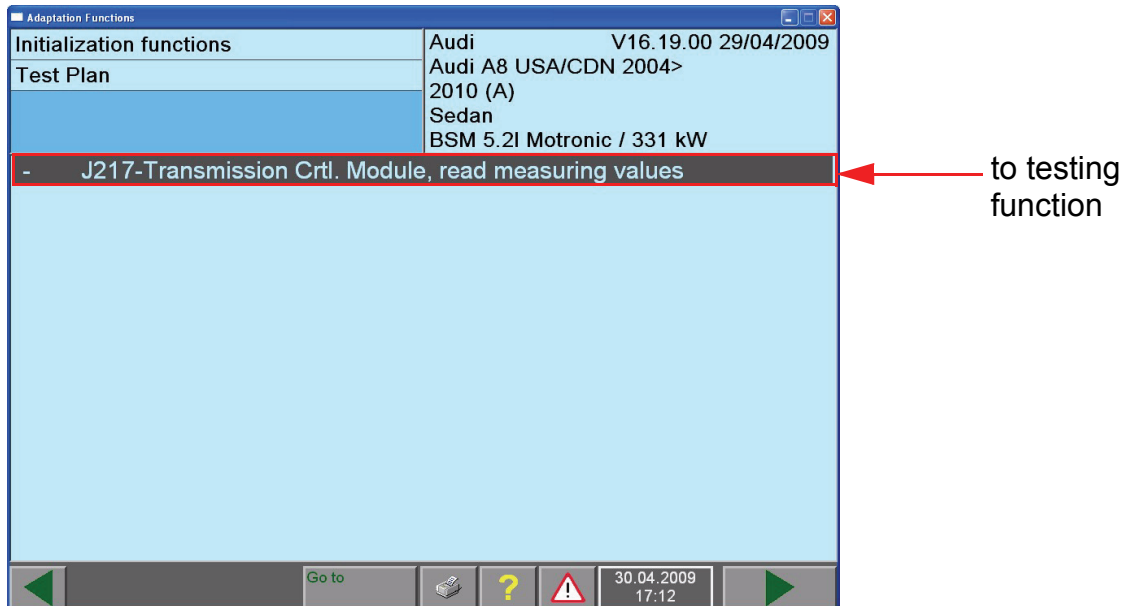 Adaptation Functions
Initialization functions
Test Plan
Audi V16.19.00 29/04/2009
Audi A8 USA/CDN 2004>
2010 (A)
Sedan
BSM 5.2l Motronic / 331 kW
- J217-Transmission Crtl. Module, read measuring values
to testing
function
Go to
?
30.04.2009
17:12